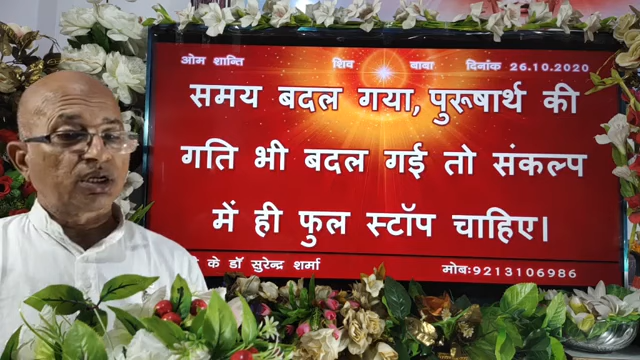 ओम शान्ति शिव बाबा दिनांक 26.10.2020
समय बदल गया, पुरूषार्थ की
गति भी बदल गई तो संकल्प
में ही फुल स्टॉप चाहिए।
के डॉ सुरेन्द्र शर्मा मोबः9213106986